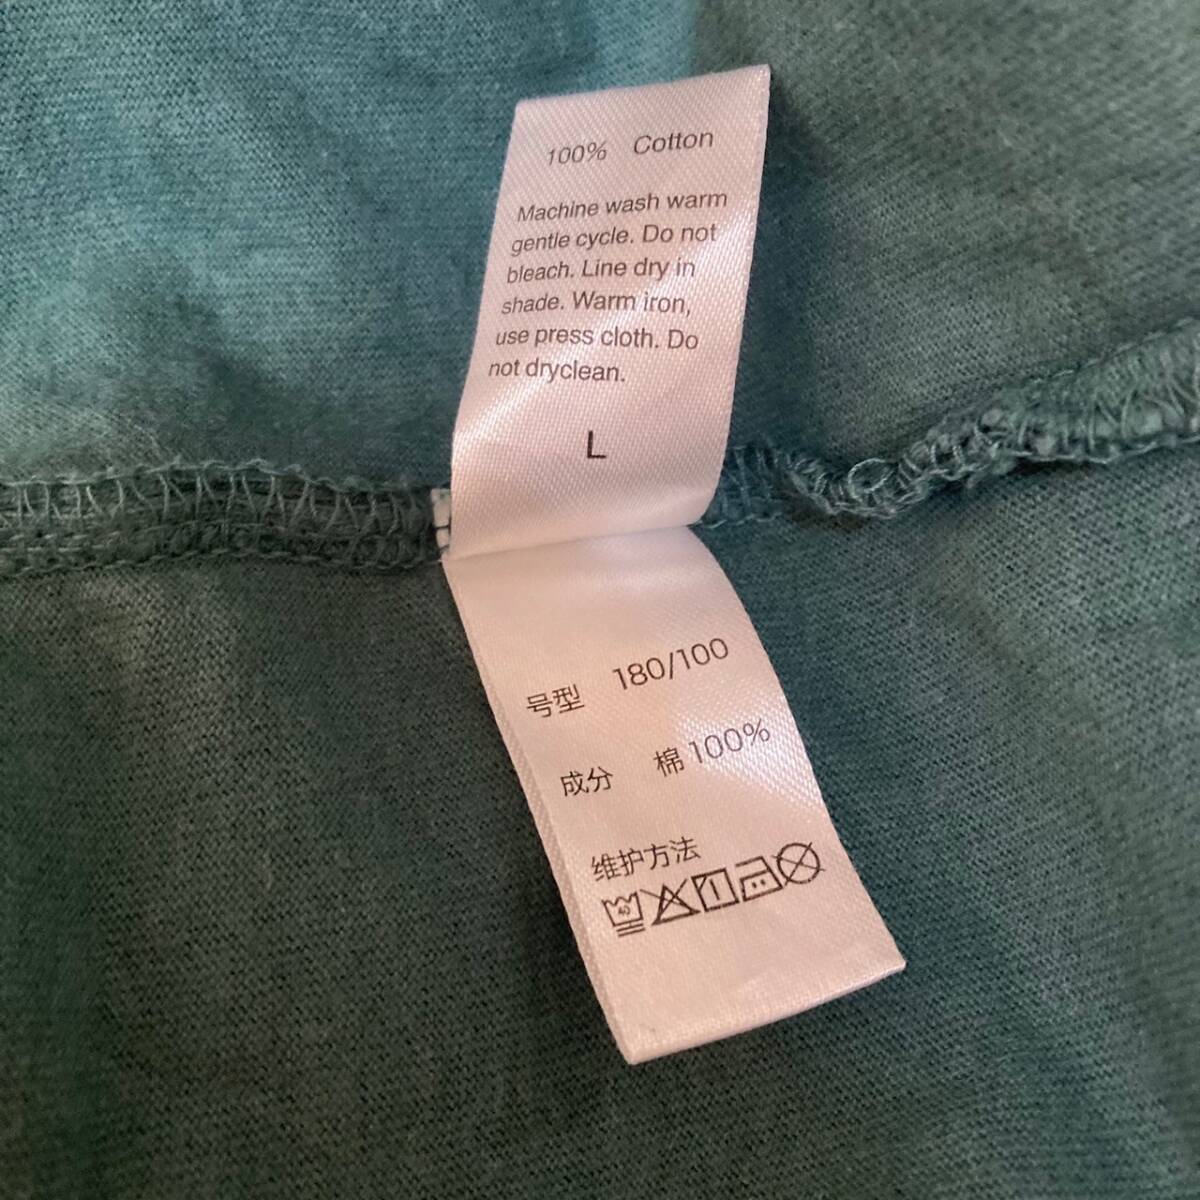 100% Cotton
Machine wash warm
gentle cycle. Do not
bleach. Line dry in
shade. Warm iron,
use press cloth. Do
not dryclean.
L
号型 180/100
成分 棉100%
维护方法
40